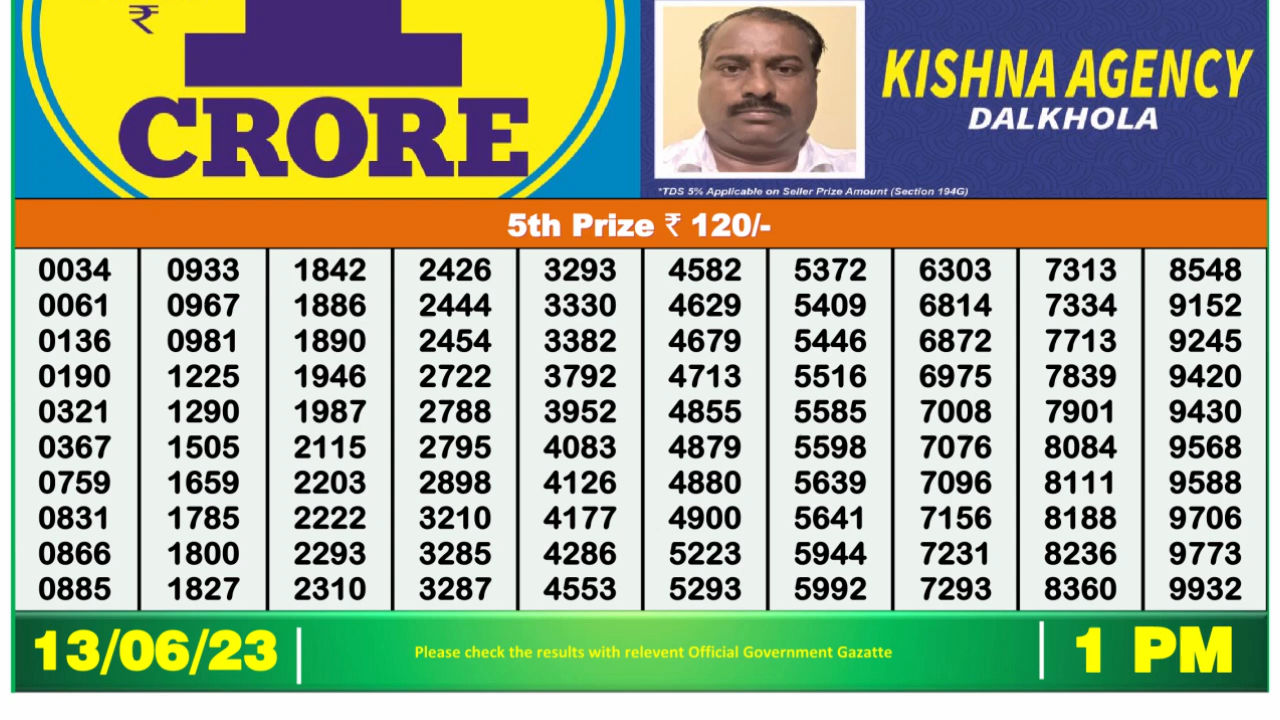 ₹
1
CRORE
KISHNA AGENCY
DALKHOLA
*TDS 5% Applicable on Seller Prize Amount (Section 194G)
5th Prize ₹ 120/-
0034 0933 1842 2426 3293 4582 5372 6303 7313 8548
0061 0967 1886 2444 3330 4629 5409 6814 7334 9152
0136 0981 1890 2454 3382 4679 5446 6872 7713 9245
0190 1225 1946 2722 3792 4713 5516 6975 7839 9420
0321 1290 1987 2788 3952 4855 5585 7008 7901 9430
0367 1505 2115 2795 4083 4879 5598 7076 8084 9568
0759 1659 2203 2898 4126 4880 5639 7096 8111 9588
0831 1785 2222 3210 4177 4900 5641 7156 8188 9706
0866 1800 2293 3285 4286 5223 5944 7231 8236 9773
0885 1827 2310 3287 4553 5293 5992 7293 8360 9932
13/06/23
Please check the results with relevent Official Government Gazatte
1 PM